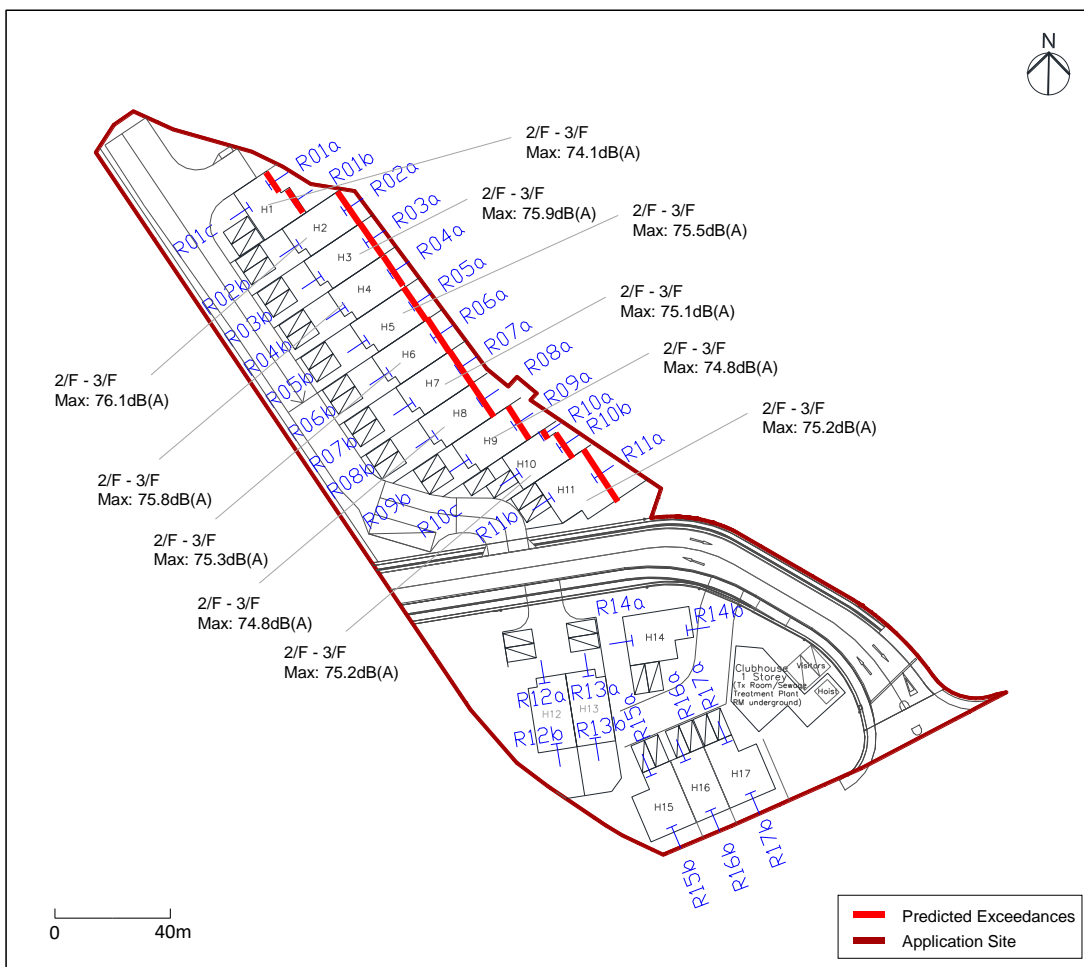 N
2/F - 3/F
Max: 74.1dB(A)
2/F - 3/F
Max: 75.9dB(A)
2/F - 3/F
Max: 75.5dB(A)
2/F - 3/F
Max: 75.1dB(A)
2/F - 3/F
Max: 74.8dB(A)
2/F - 3/F
Max: 75.2dB(A)
2/F - 3/F
Max: 76.1dB(A)
2/F - 3/F
Max: 75.8dB(A)
2/F - 3/F
Max: 75.3dB(A)
2/F - 3/F
Max: 74.8dB(A)
2/F - 3/F
Max: 75.2dB(A)
R01a
R01b
R02a
R03a
R04a
R05a
R06a
R07a
R08a
R09a
R10a
R10b
R11a
R01c
R02b
R03b
R04b
R05b
R06b
R07b
R08b
R09b
R10c
R11b
H1
H2
H3
H4
H5
H6
H7
H8
H9
H10
H11
R14a
R14b
H14
R12a
R13a
H12
H13
R12b
R13b
R15a
R16a
R17a
Clubhouse
1 Storey
(Tx Room/Sewage
Treatment Plant
RM underground)
Visitors
Hoist
H15
H16
H17
R15b
R16b
R17b
0
40m
Predicted Exceedances
Application Site